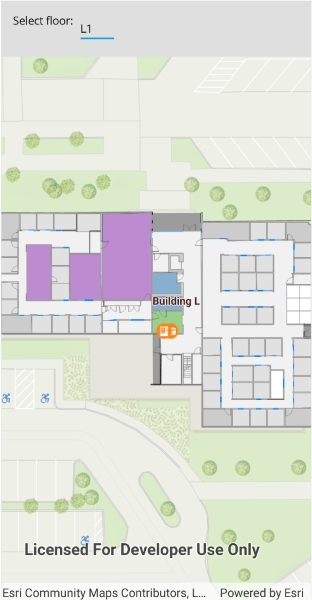 Select floor:
L1
Building L
Licensed For Developer Use Only
Esri Community Maps Contributors, L...
Powered by Esri